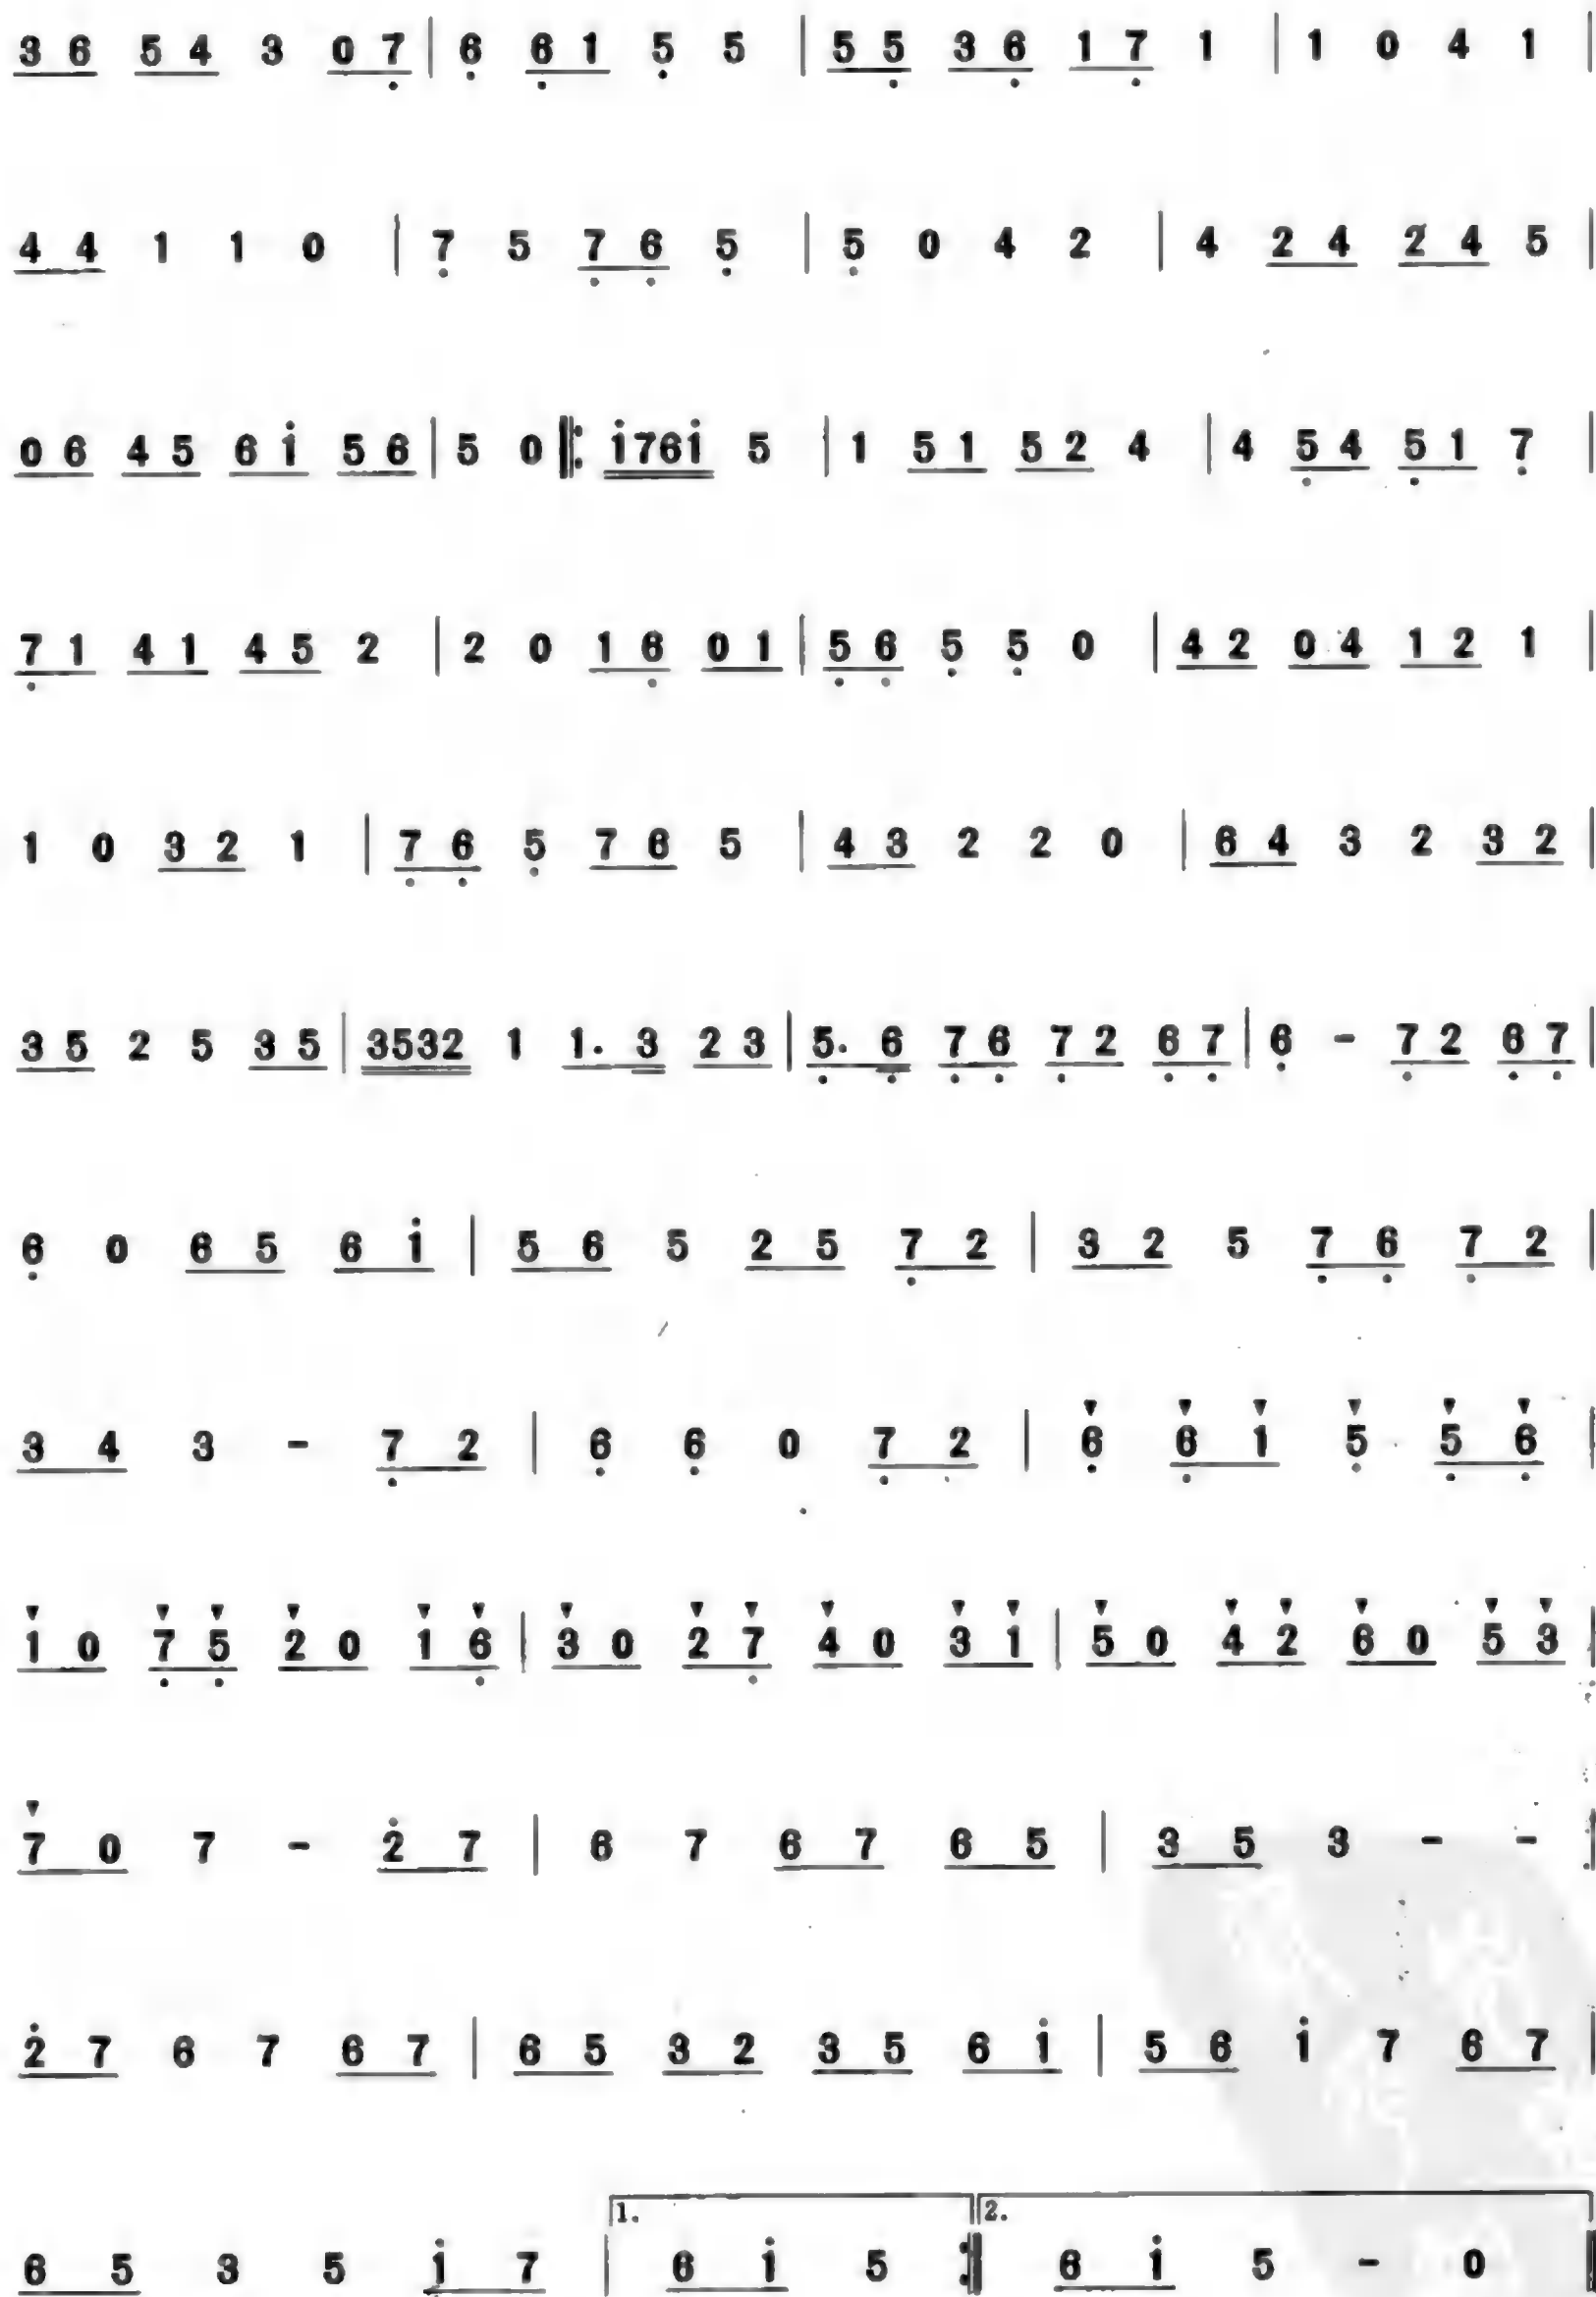 3 6 5 4 3 0 7̣ | 6̣ 6̣ 1 5̣ 5 | 5 5̣ 3 6̣ 1 7̣ 1 | 1 0 4 1 |
4 4 1 1 0 | 7̣ 5 7̣ 6̣ 5̣ | 5̣ 0 4 2 | 4 2 4 2 4 5 |
0 6 4 5 6 i̇ 5 6 | 5 0 ‖: i̇76i̇ 5 | 1 5 1 5 2 4 | 4 5̣ 4 5̣ 1 7̣ |
7̣ 1 4 1 4 5 2 | 2 0 1 6̣ 0 1 | 5̣ 6̣ 5̣ 5̣ 0 | 4 2 0 4 1 2 1 |
1 0 3 2 1 | 7̣ 6̣ 5̣ 7 6 5 | 4 3 2 2 0 | 6 4 3 2 3 2 |
3 5 2 5 3 5 | 3532 1 1. 3 2 3 | 5̣. 6̣ 7̣ 6̣ 7̣ 2 6̣ 7̣ | 6̣ - 7̣ 2 6̣ 7̣ |
6̣ 0 6 5 6 i̇ | 5 6 5 2 5 7̣ 2 | 3 2 5 7̣ 6̣ 7̣ 2 |
3 4 3 - 7̣ 2 | 6̣ 6̣ 0 7̣ 2 | 6̣ 6̣ 1 5̣ 5̣ 6̣ |
1 0 7̣ 5̣ 2 0 1 6̣ | 3 0 2 7̣ 4 0 3 1 | 5 0 4 2 6 0 5 3 |
7 0 7 - 2̇ 7 | 6 7 6 7 6 5 | 3 5 3 - - |
2̇ 7 6 7 6 7 | 6 5 3 2 3 5 6 i̇ | 5 6 i̇ 7 6 7 |
1. 2.
6 5 3 5 i̇ 7 | 6 i̇ 5 :‖ 6 i̇ 5 - 0 ‖